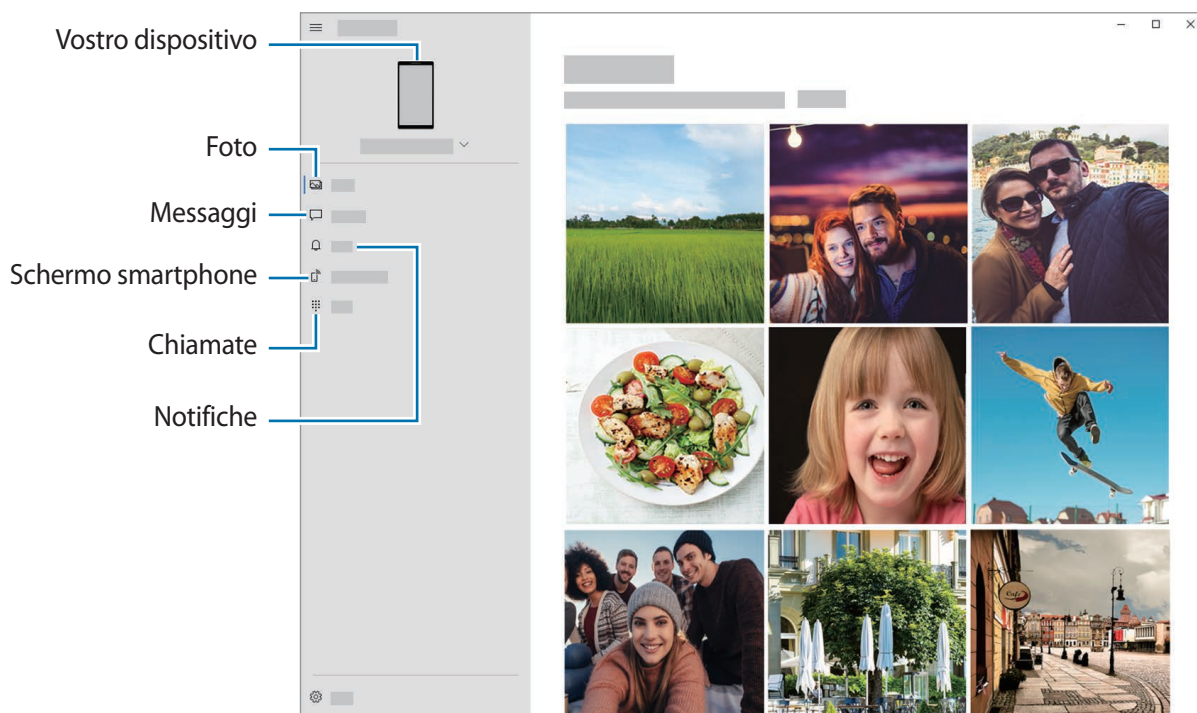 Vostro dispositivo
Foto
Messaggi
Schermo smartphone
Chiamate
Notifiche
Café